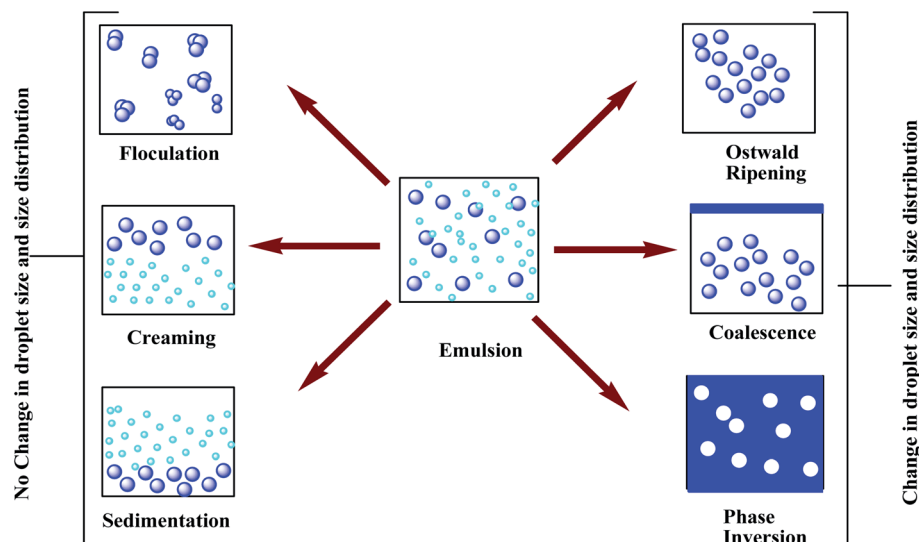 No Change in droplet size and size distribution
Floculation
Creaming
Sedimentation
Emulsion
Ostwald
Ripening
Coalescence
Phase
Inversion
Change in droplet size and size distribution